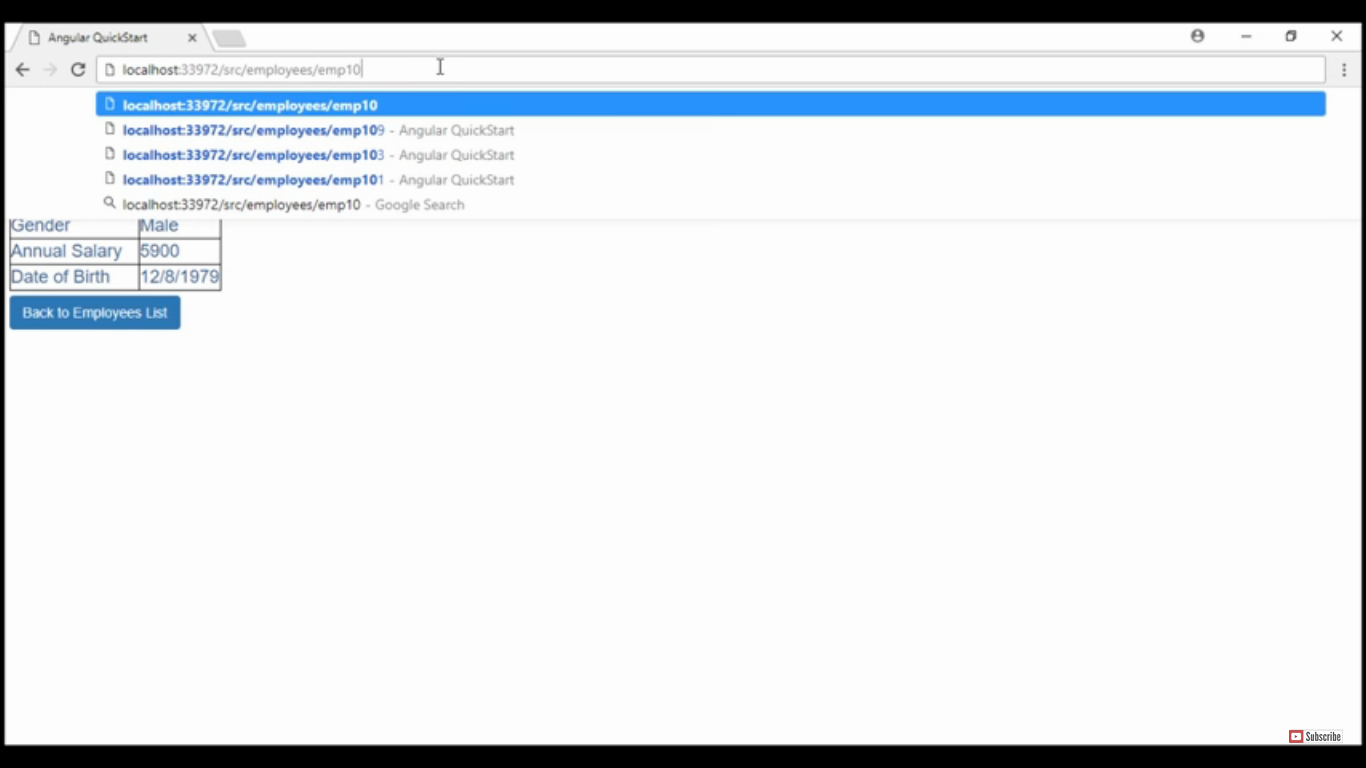 Angular QuickStart
localhost:33972/src/employees/emp10
localhost:33972/src/employees/emp10
localhost:33972/src/employees/emp109 - Angular QuickStart
localhost:33972/src/employees/emp103 - Angular QuickStart
localhost:33972/src/employees/emp101 - Angular QuickStart
localhost:33972/src/employees/emp10 - Google Search
Gender Male
Annual Salary 5900
Date of Birth 12/8/1979
Back to Employees List
Subscribe